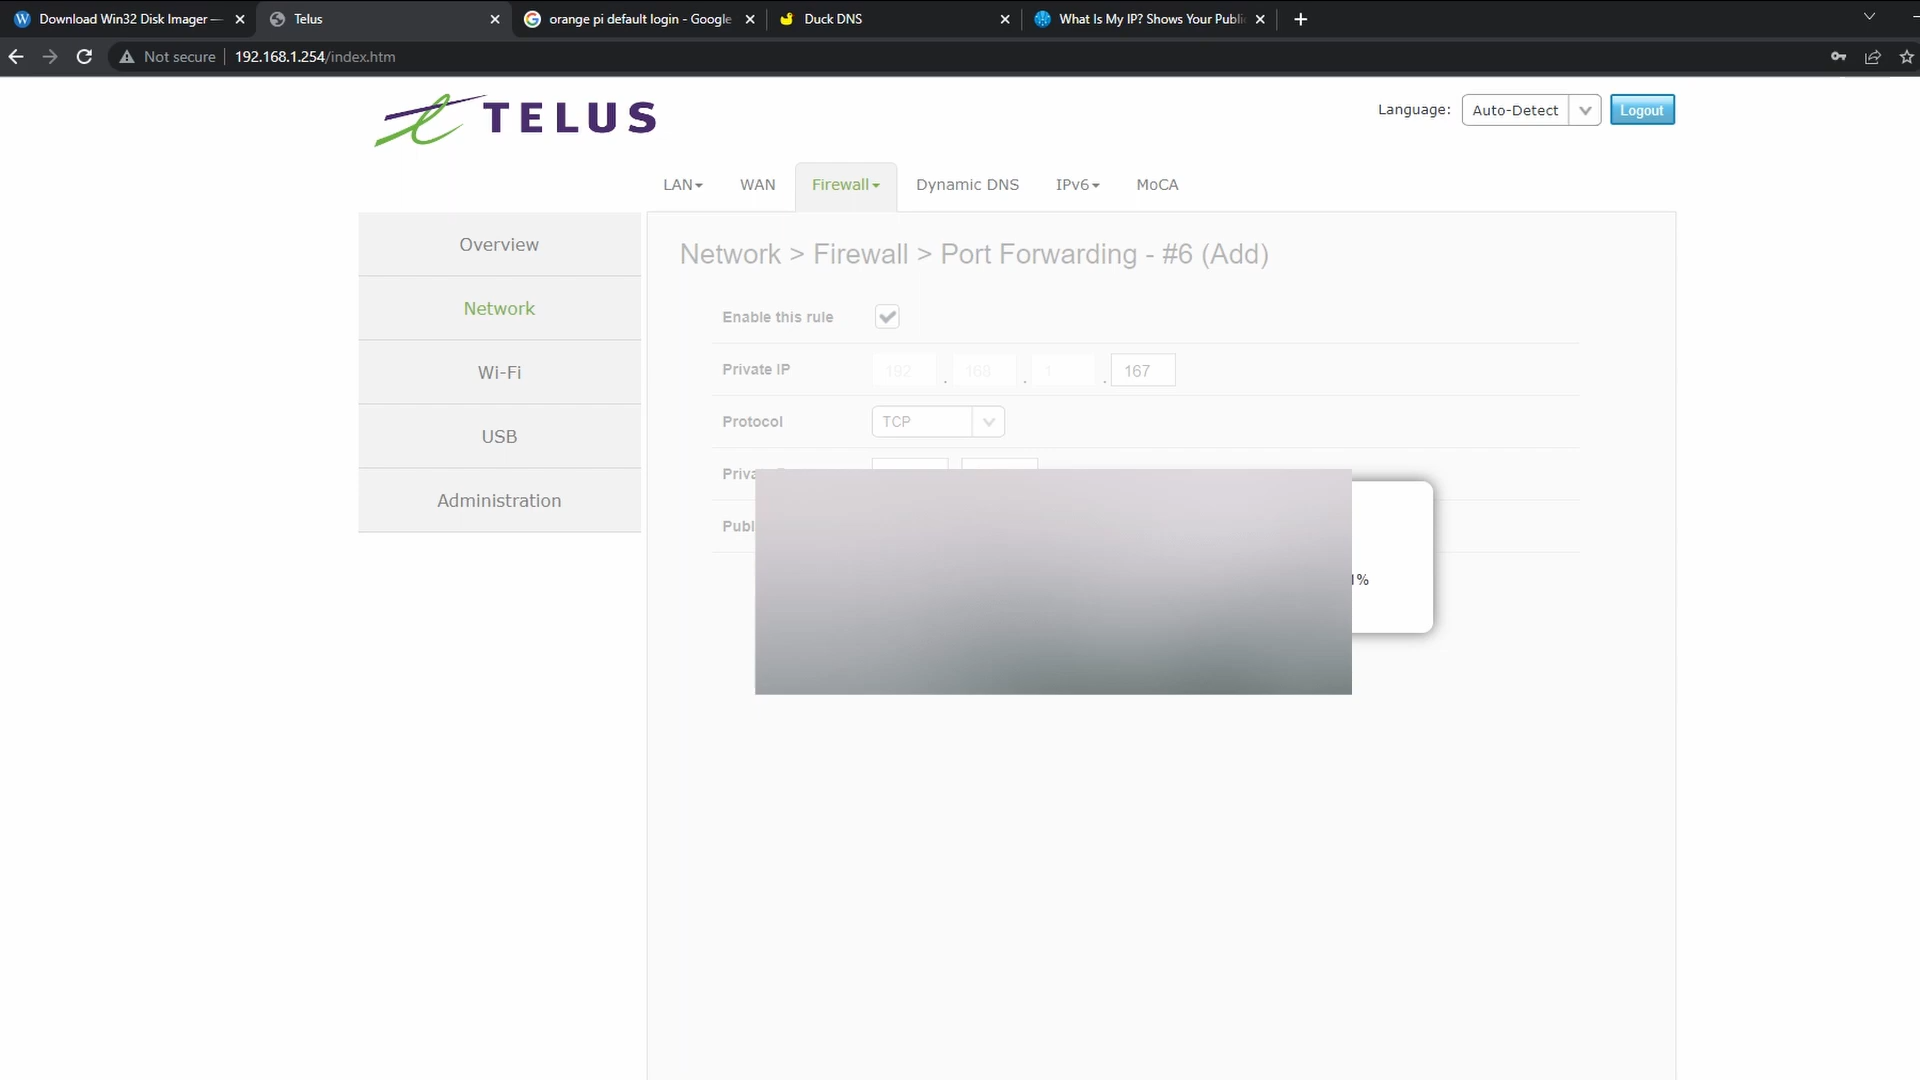 Download Win32 Disk Imager —
Telus
orange pi default login - Google
Duck DNS
What Is My IP? Shows Your Publi
Not secure
192.168.1.254/index.htm
TELUS
Language:
Auto-Detect
Logout
LAN
WAN
Firewall
Dynamic DNS
IPv6
MoCA
Overview
Network
Wi-Fi
USB
Administration
Network > Firewall > Port Forwarding - #6 (Add)
Enable this rule
Private IP
192 . 168 . 1 . 167
Protocol
TCP
Priva
Publ
1%